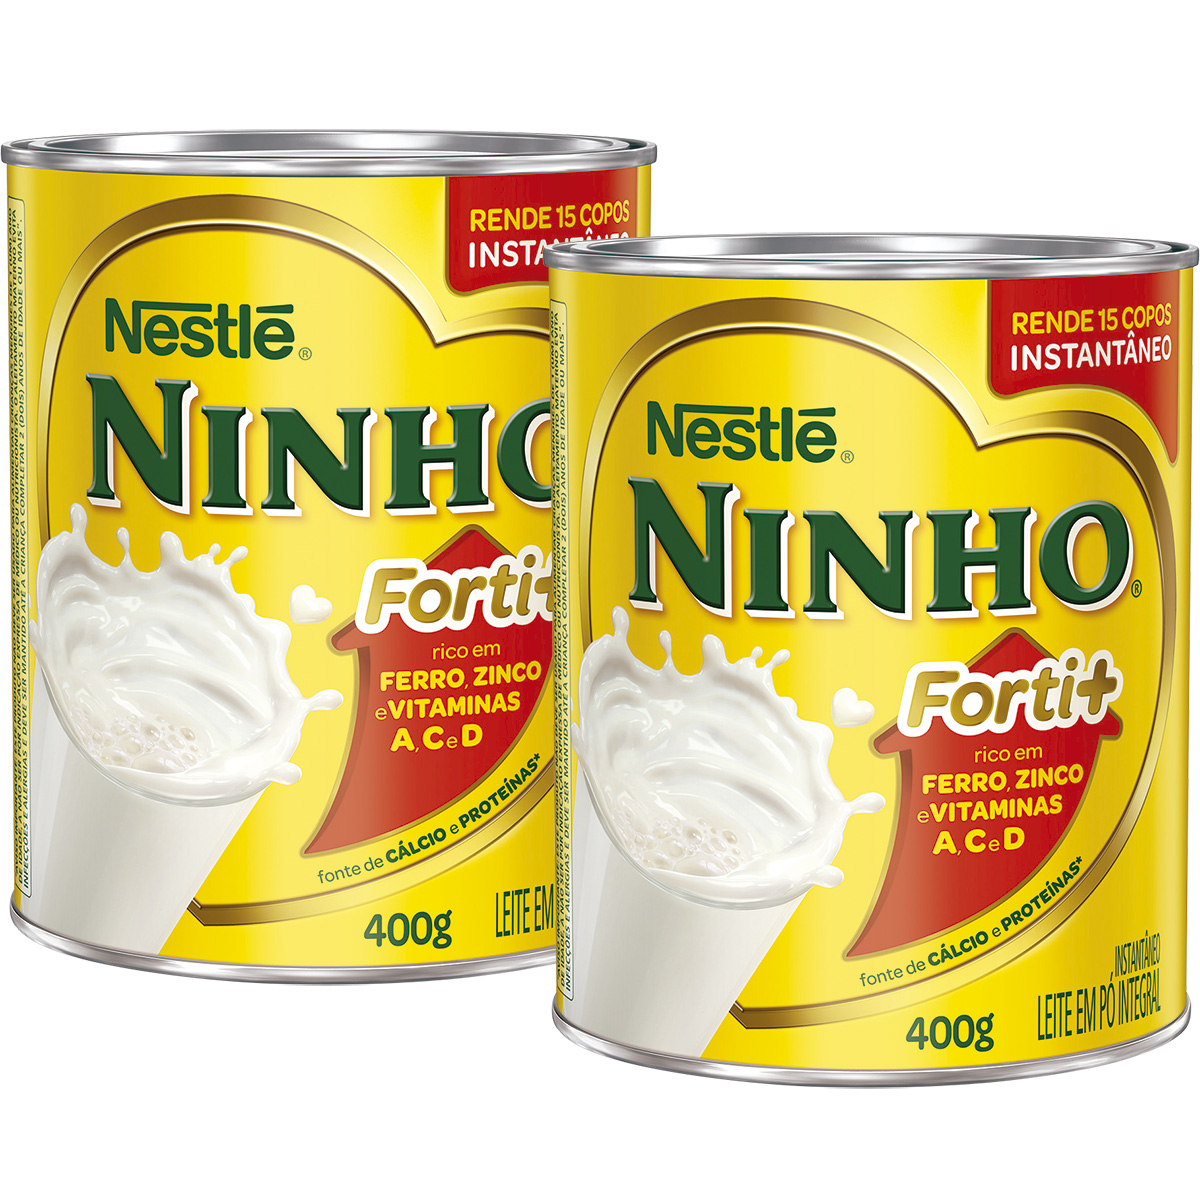 RENDE 15 COPOS
INSTANTÂNEO
Nestlé®
NINHO
Forti+
rico em
FERRO, ZINCO
e VITAMINAS
A, C e D
fonte de CÁLCIO e PROTEÍNAS*
400g
LEITE EM
RENDE 15 COPOS
INSTANTÂNEO
Nestlé®
NINHO®
Forti+
rico em
FERRO, ZINCO
e VITAMINAS
A, C e D
fonte de CÁLCIO e PROTEÍNAS*
400g
INSTANTÂNEO
LEITE EM PÓ INTEGRAL